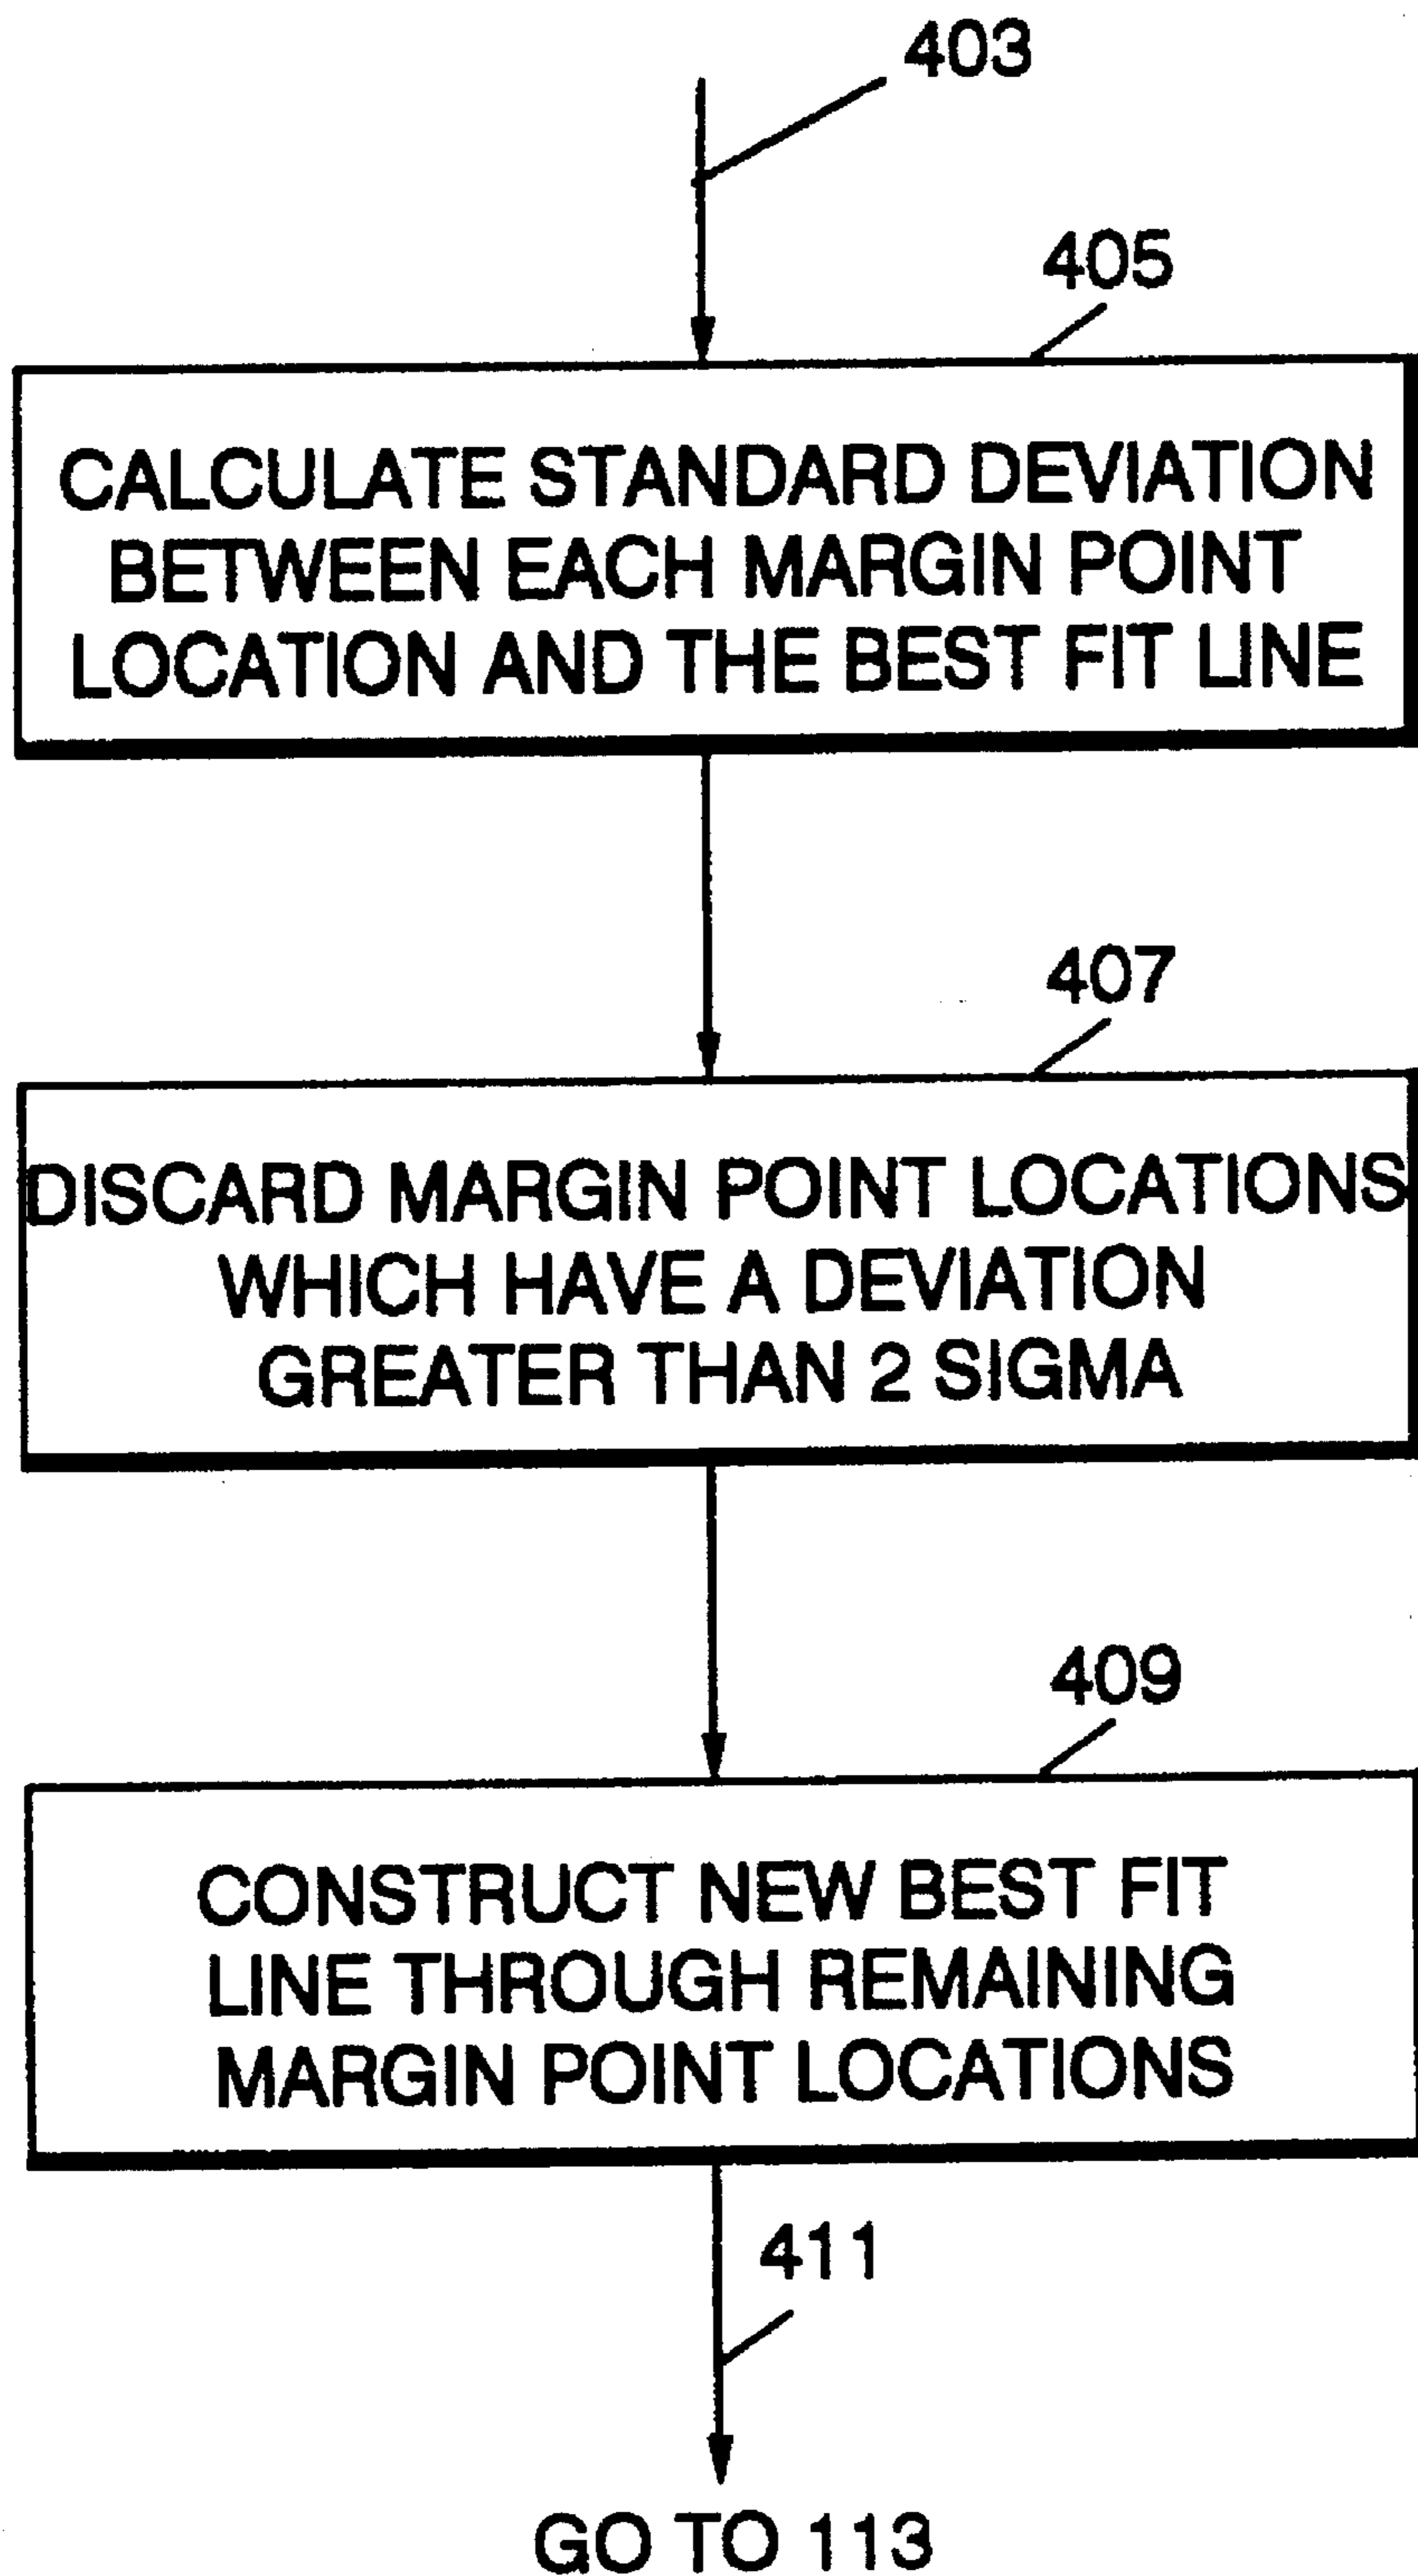 403
405
CALCULATE STANDARD DEVIATION
BETWEEN EACH MARGIN POINT
LOCATION AND THE BEST FIT LINE
407
DISCARD MARGIN POINT LOCATIONS
WHICH HAVE A DEVIATION
GREATER THAN 2 SIGMA
409
CONSTRUCT NEW BEST FIT
LINE THROUGH REMAINING
MARGIN POINT LOCATIONS
411
GO TO 113